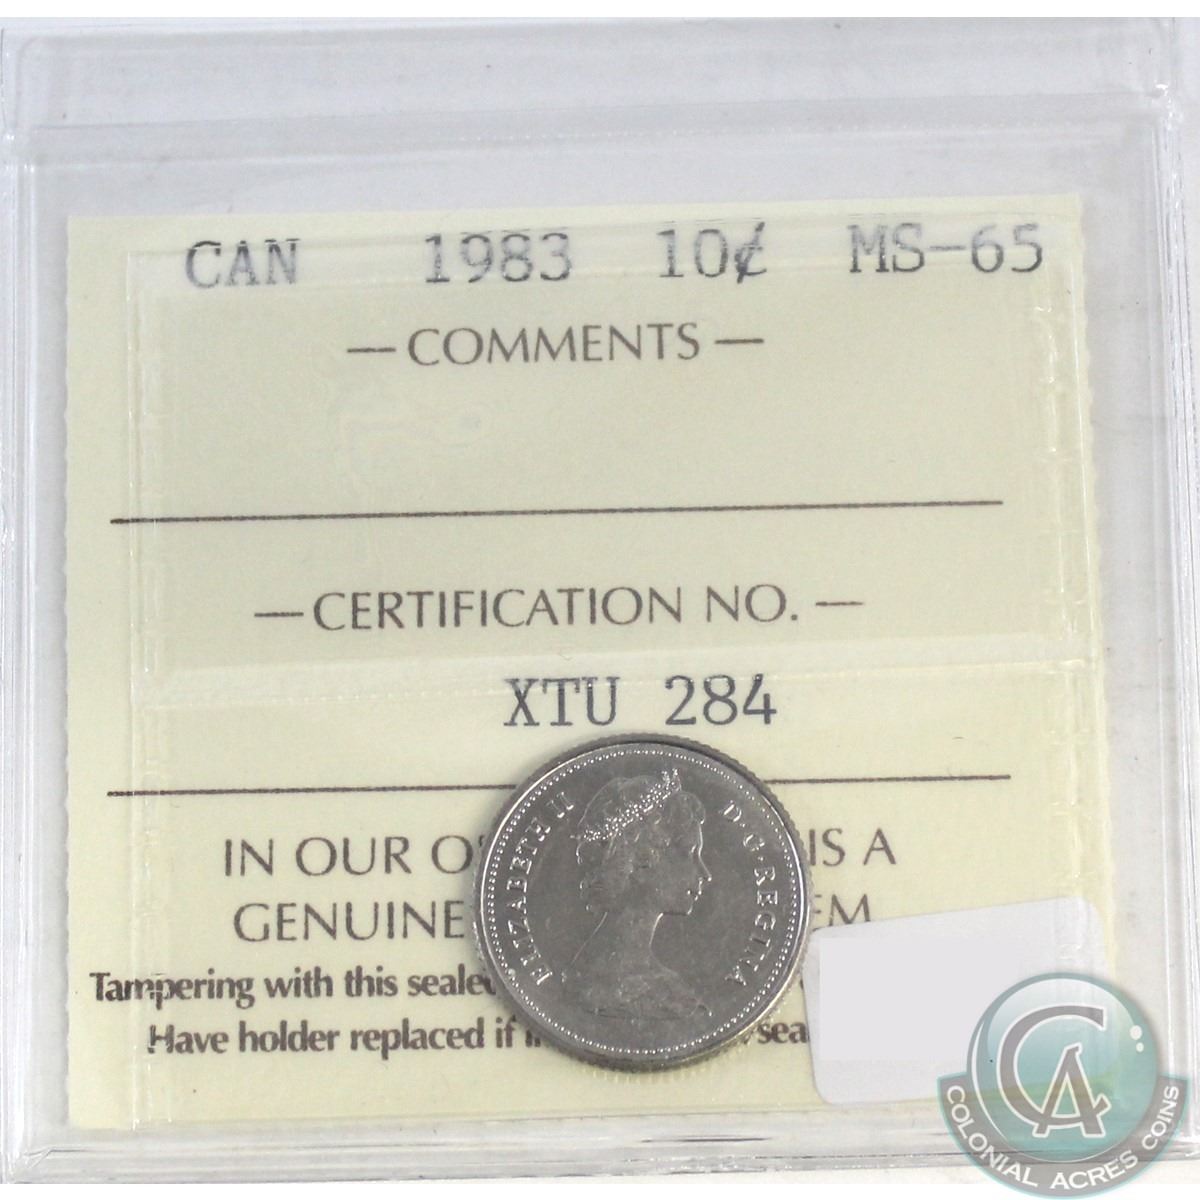 CAN 1983 10¢ MS-65
— COMMENTS —
— CERTIFICATION NO. —
XTU 284
ELIZABETH II D·G·REGINA
IN OUR IS A
GENUINE
Tampering with this
Have holder replaced if
CA
COLONIAL ACRES COINS